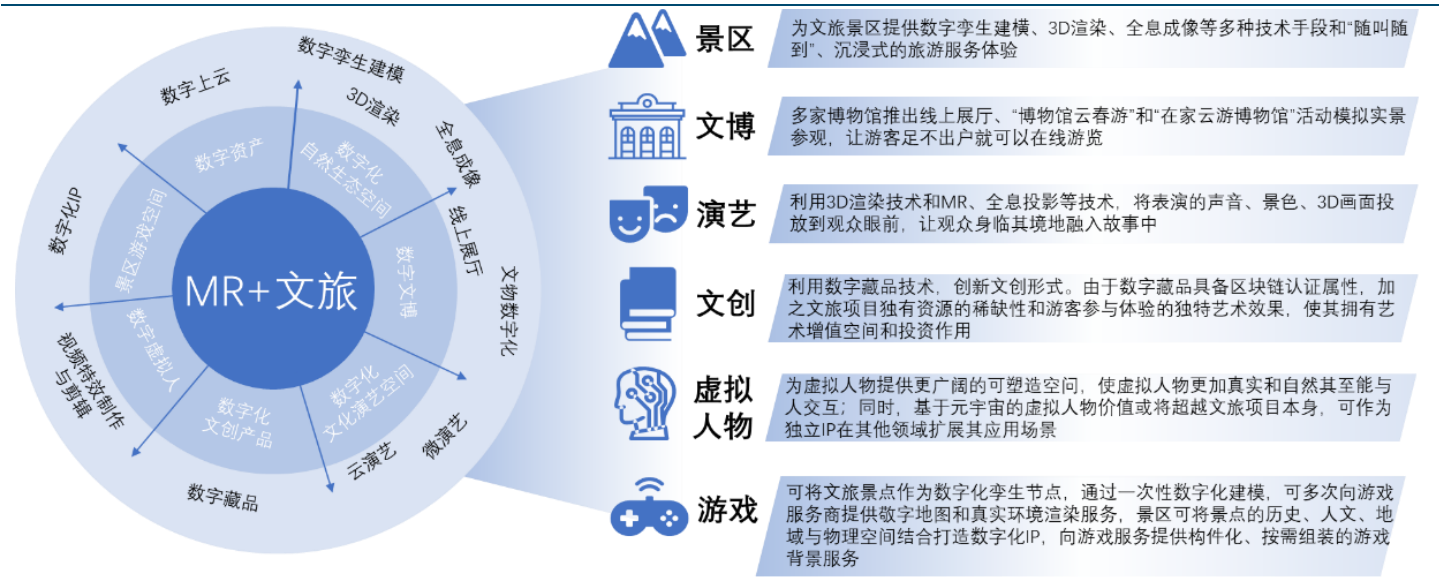 MR+文旅
数字资产
数字化
自然生态空间
数字文博
数字化
文化演艺空间
数字化
文创产品
数字虚拟人
景区游戏空间
数字上云
数字孪生建模
3D渲染
全息成像
线上展厅
文物数字化
微演艺
云演艺
数字藏品
视频特效制作
与剪辑
数字化IP
景区
为文旅景区提供数字孪生建模、3D渲染、全息成像等多种技术手段和“随叫随
到”、沉浸式的旅游服务体验
文博
多家博物馆推出线上展厅、“博物馆云春游”和“在家云游博物馆”活动模拟实景
参观，让游客足不出户就可以在线游览
演艺
利用3D渲染技术和MR、全息投影等技术，将表演的声音、景色、3D画面投
放到观众眼前，让观众身临其境地融入故事中
文创
利用数字藏品技术，创新文创形式。由于数字藏品具备区块链认证属性，加
之文旅项目独有资源的稀缺性和游客参与体验的独特艺术效果，使其拥有艺
术增值空间和投资作用
虚拟
人物
为虚拟人物提供更广阔的可塑造空问，使虚拟人物更加真实和自然其至能与
人交互；同时，基于元宇宙的虚拟人物价值或将超越文旅项目本身，可作为
独立IP在其他领域扩展其应用场景
游戏
可将文旅景点作为数字化孪生节点，通过一次性数字化建模，可多次向游戏
服务商提供敬字地图和真实环境渲染服务，景区可将景点的历史、人文、地
域与物理空间结合打造数字化IP，向游戏服务提供构件化、按需组装的游戏
背景服务